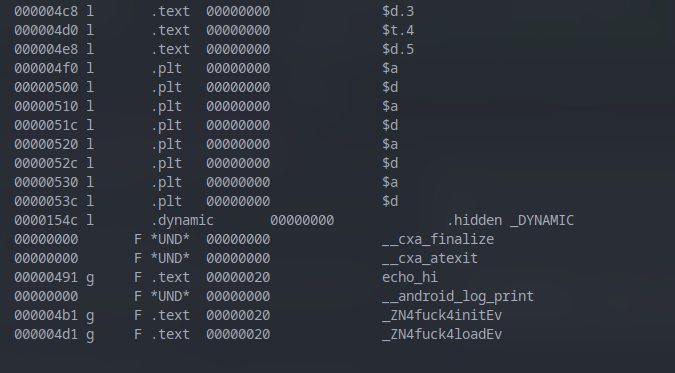 000004c8 l .text 00000000 $d.3
000004d0 l .text 00000000 $t.4
000004e8 l .text 00000000 $d.5
000004f0 l .plt 00000000 $a
00000500 l .plt 00000000 $d
00000510 l .plt 00000000 $a
0000051c l .plt 00000000 $d
00000520 l .plt 00000000 $a
0000052c l .plt 00000000 $d
00000530 l .plt 00000000 $a
0000053c l .plt 00000000 $d
0000154c l .dynamic 00000000 .hidden _DYNAMIC
00000000 F *UND* 00000000 __cxa_finalize
00000000 F *UND* 00000000 __cxa_atexit
00000491 g F .text 00000020 echo_hi
00000000 F *UND* 00000000 __android_log_print
000004b1 g F .text 00000020 _ZN4fuck4initEv
000004d1 g F .text 00000020 _ZN4fuck4loadEv